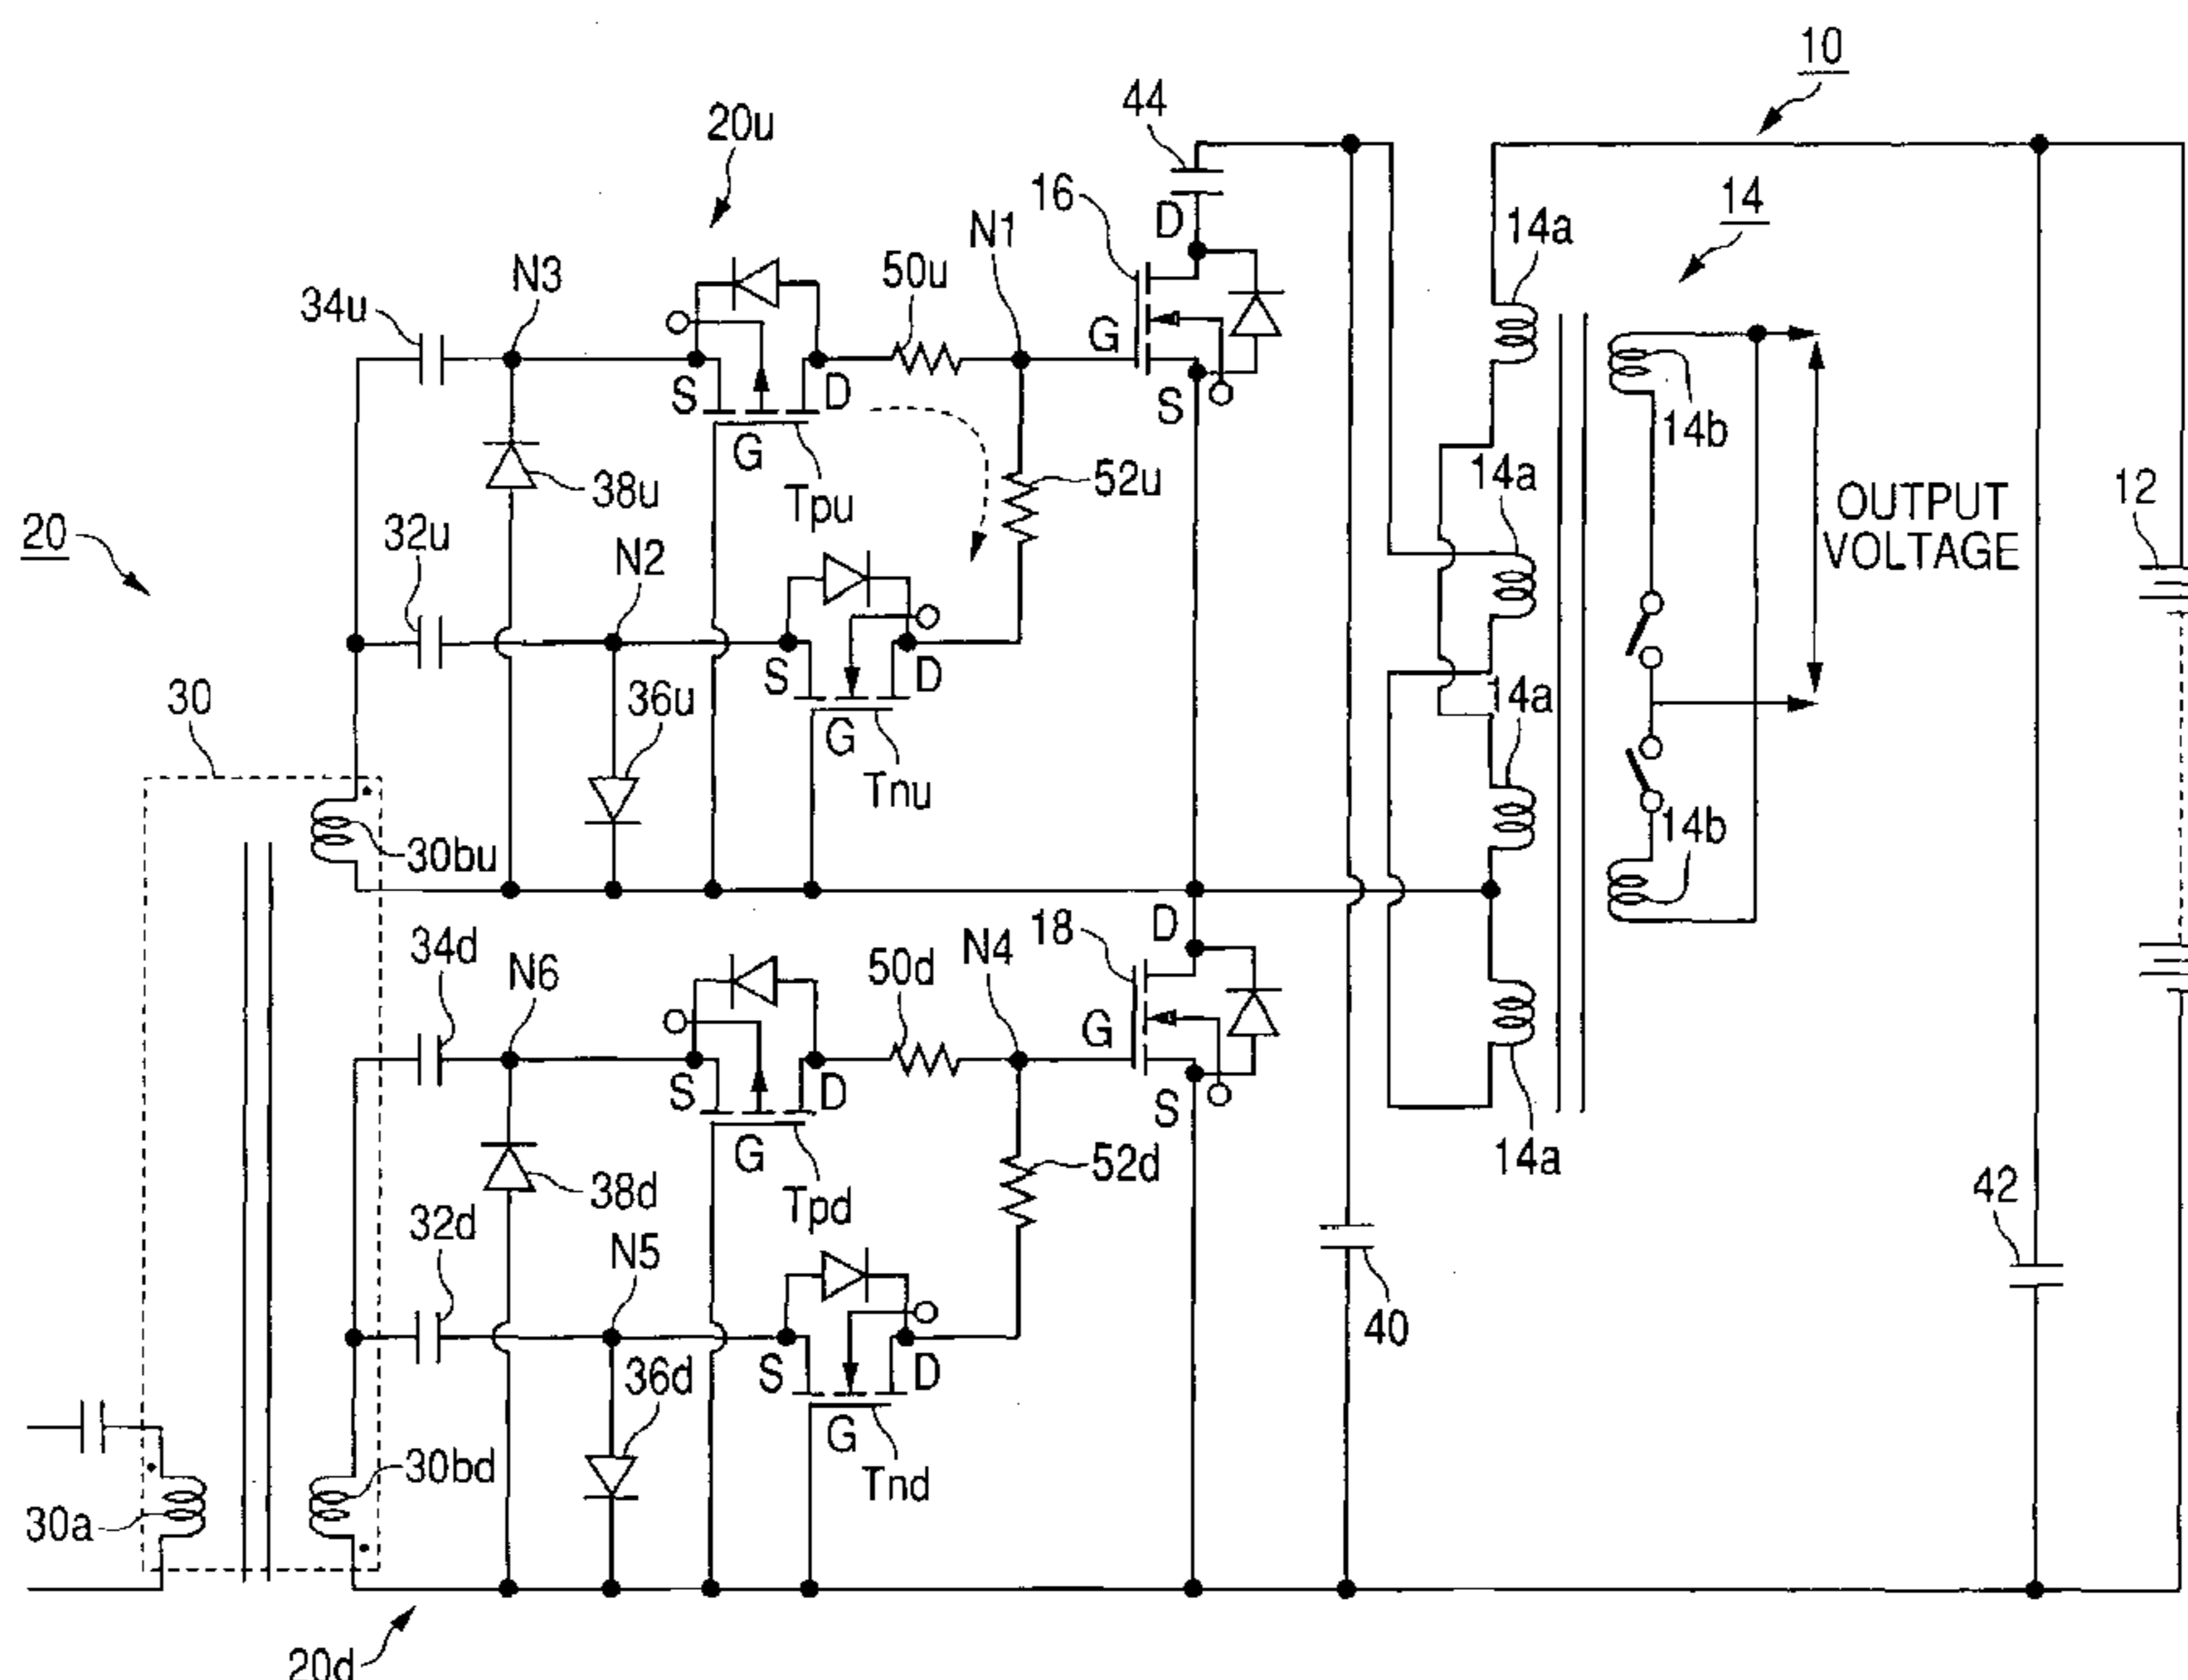 10
44
20u
14
16
D
14a
N1
50u
N3
34u
G
S
D
S
G
14b
14a
52u
38u
Tpu
OUTPUT
VOLTAGE
12
20
32u
N2
S
D
14a
30
36u
G
Tnu
14b
30bu
D
18
34d
N6
50d
N4
G
S
D
S
G
14a
52d
38d
Tpd
42
32d
N5
40
S
D
36d
G
30bd
Tnd
30a
20d